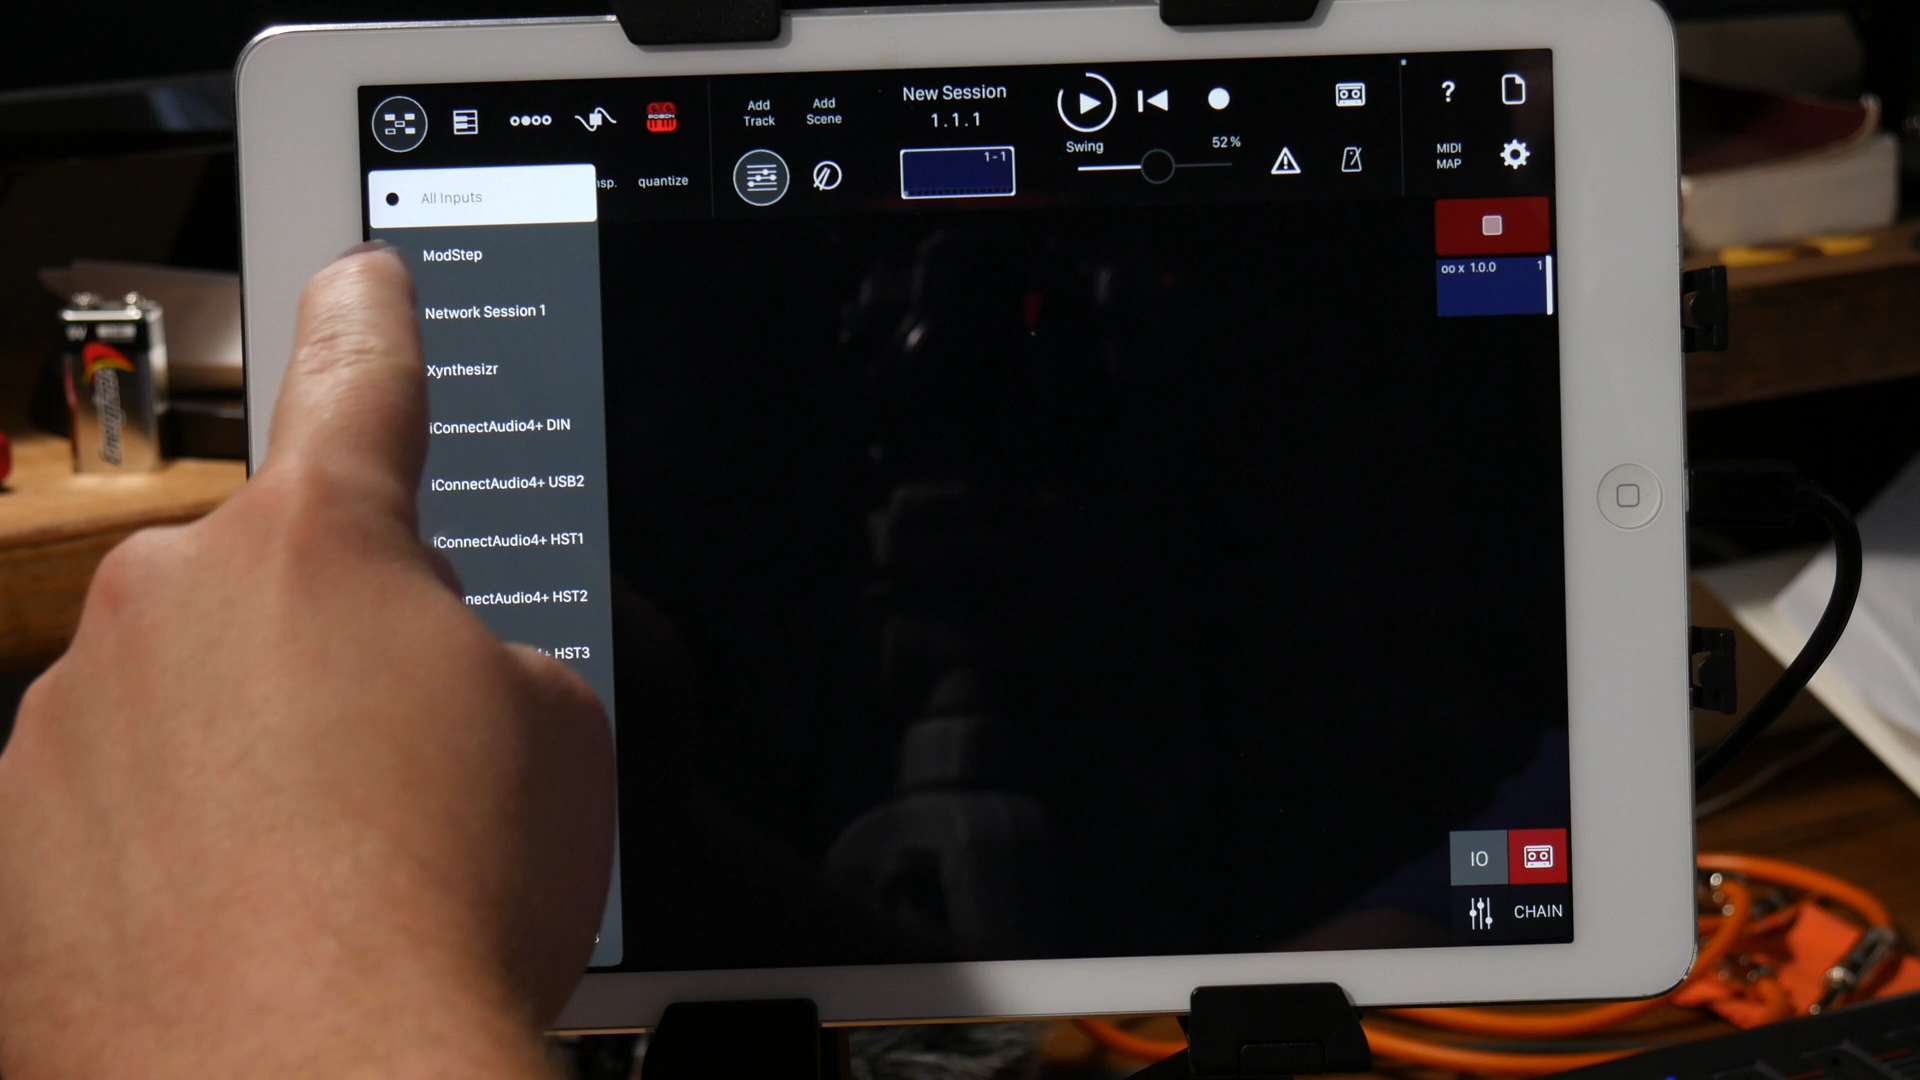 Add
Track
Add
Scene
New Session
1.1.1
Swing
52%
?
MIDI
MAP
quantize
1-1
All Inputs
ModStep
Network Session 1
Xynthesizr
iConnectAudio4+ DIN
iConnectAudio4+ USB2
iConnectAudio4+ HST1
nectAudio4+ HST2
HST3
oo x 1.0.0
1
IO
CHAIN
Energizer